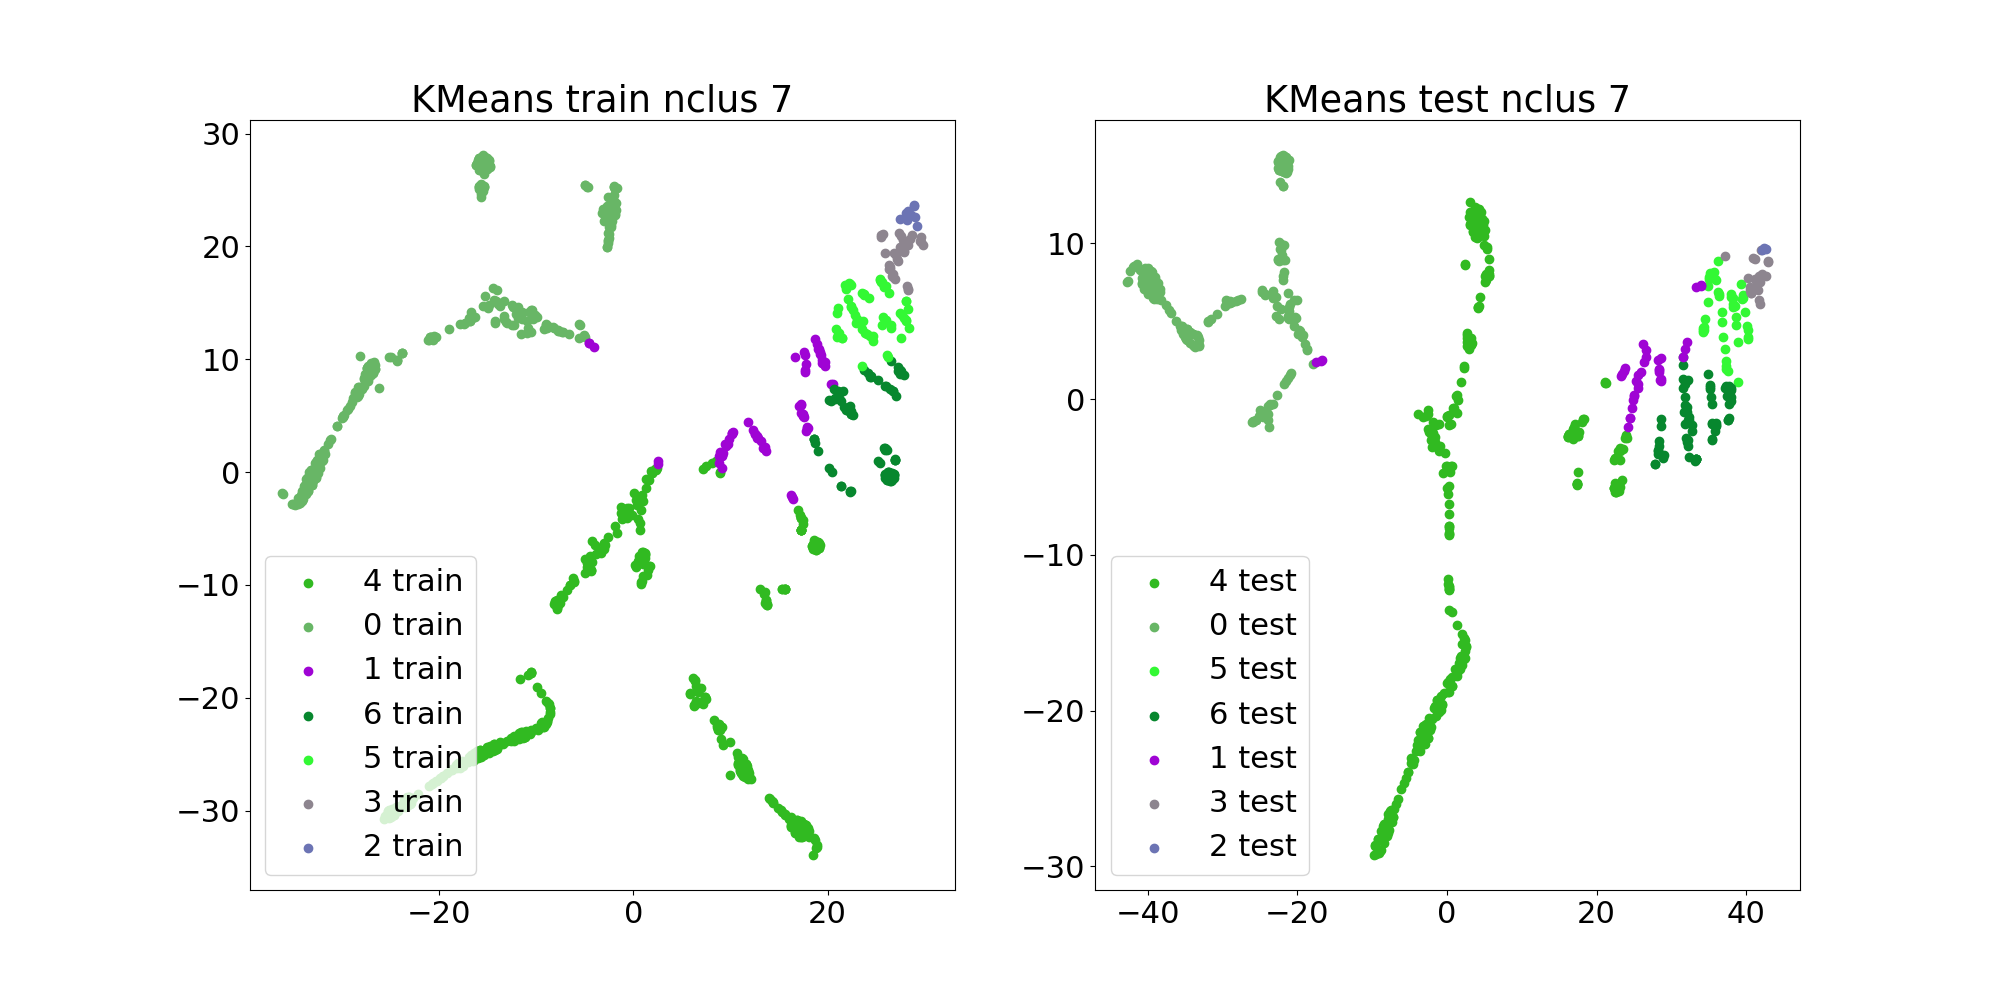 KMeans train nclus 7
30
20
10
0
−10
−20
−30
−20
0
20
4 train
0 train
1 train
6 train
5 train
3 train
2 train
KMeans test nclus 7
10
0
−10
−20
−30
−40
−20
0
20
40
4 test
0 test
5 test
6 test
1 test
3 test
2 test